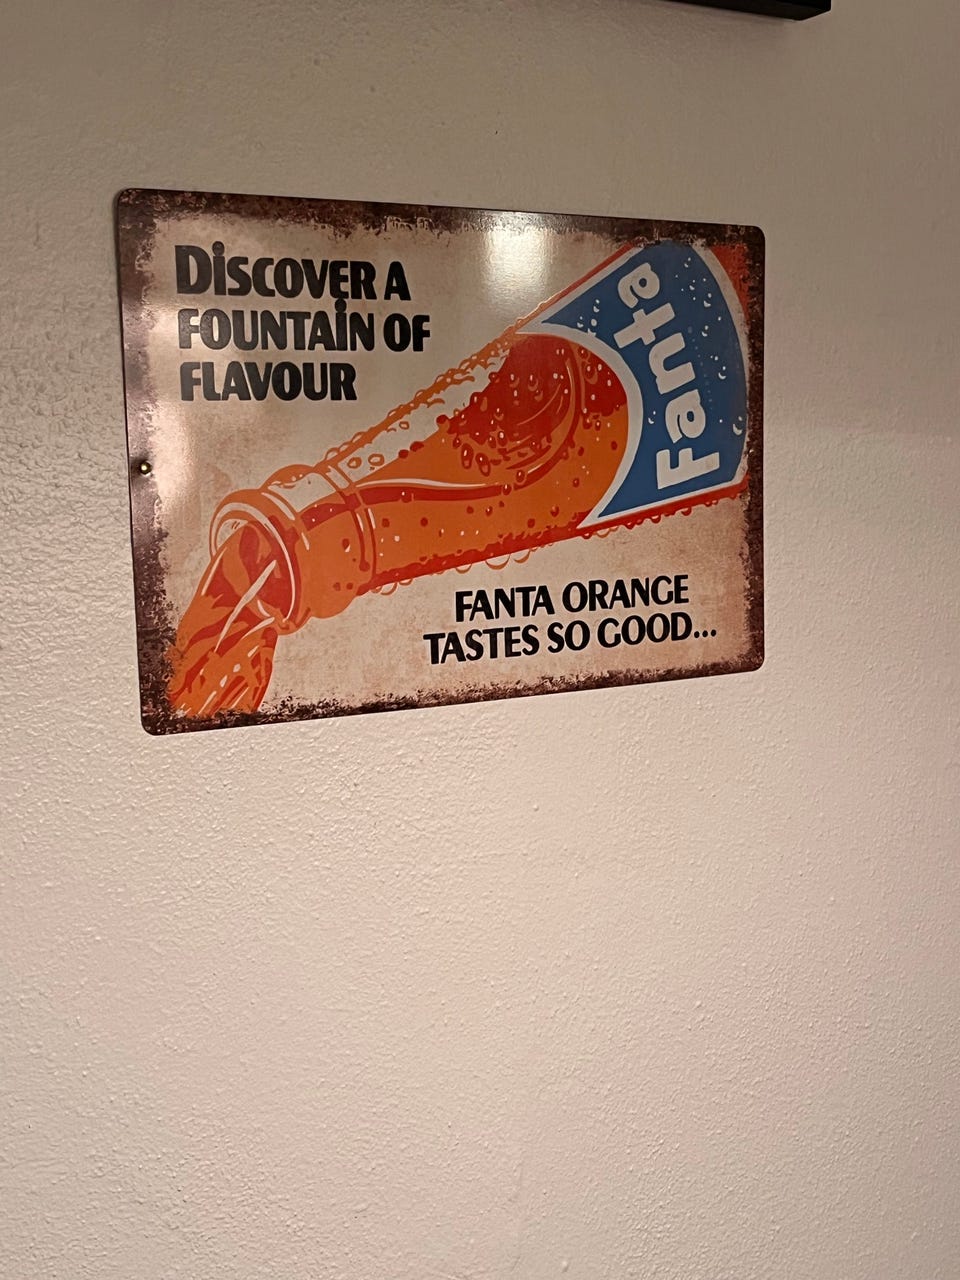 DiSCOVER A
FOUNTAiN OF
FLAVOUR
Fanta
FANTA ORANGE
TASTES SO GOOD...